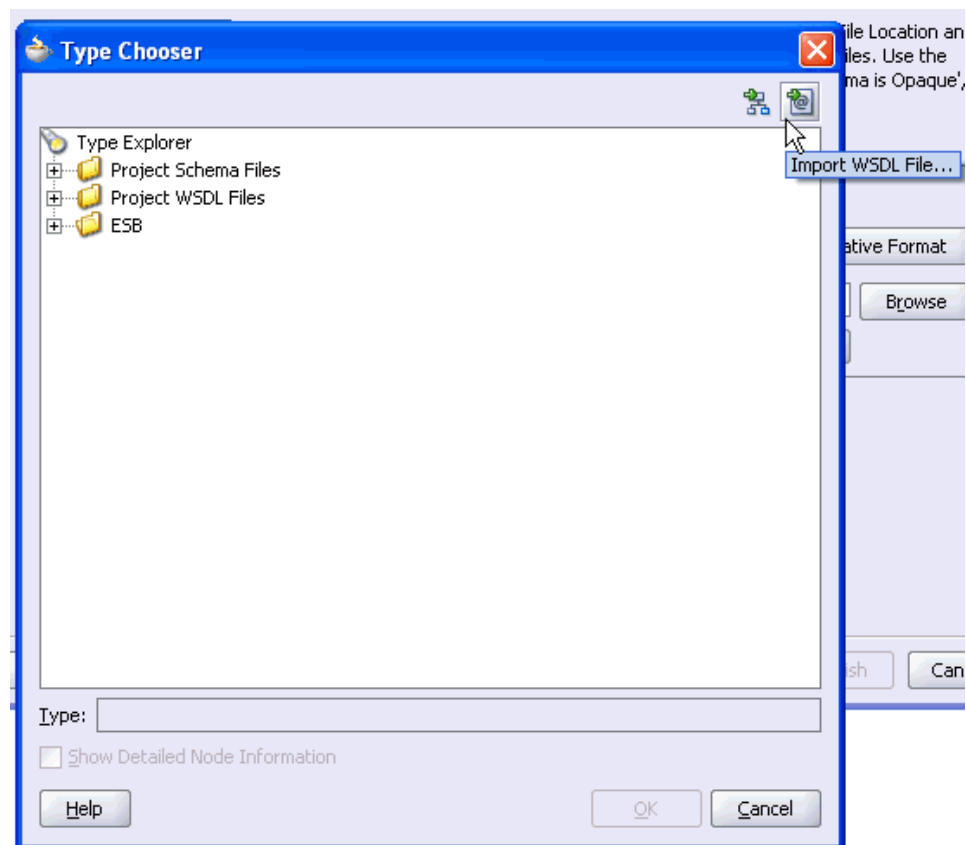 Type Chooser
ile Location an
iles. Use the
ma is Opaque',
Type Explorer
Project Schema Files
Import WSDL File...
Project WSDL Files
ESB
ative Format
Browse
ish
Can
Type:
Show Detailed Node Information
Help
OK
Cancel